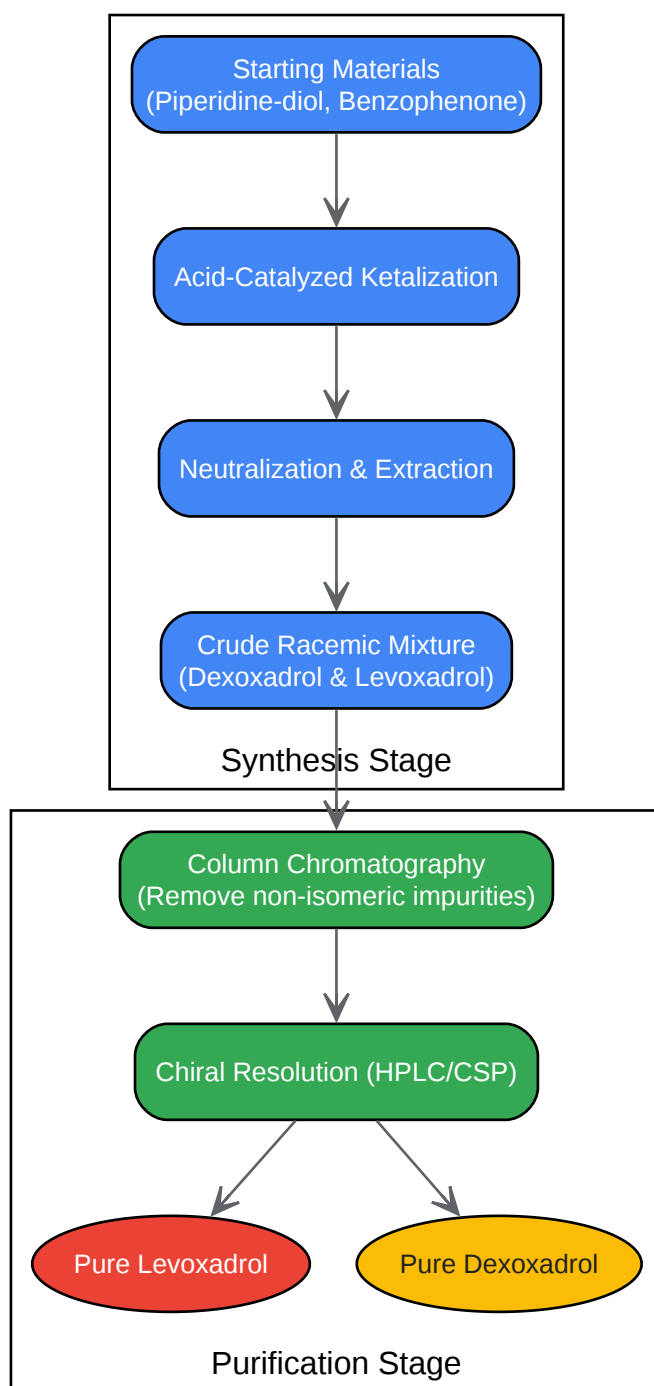 Starting Materials
(Piperidine-diol, Benzophenone)
Acid-Catalyzed Ketalization
Neutralization & Extraction
Crude Racemic Mixture
(Dexoxadrol & Levoxadrol)
Synthesis Stage
Column Chromatography
(Remove non-isomeric impurities)
Chiral Resolution (HPLC/CSP)
Pure Levoxadrol
Pure Dexoxadrol
Purification Stage